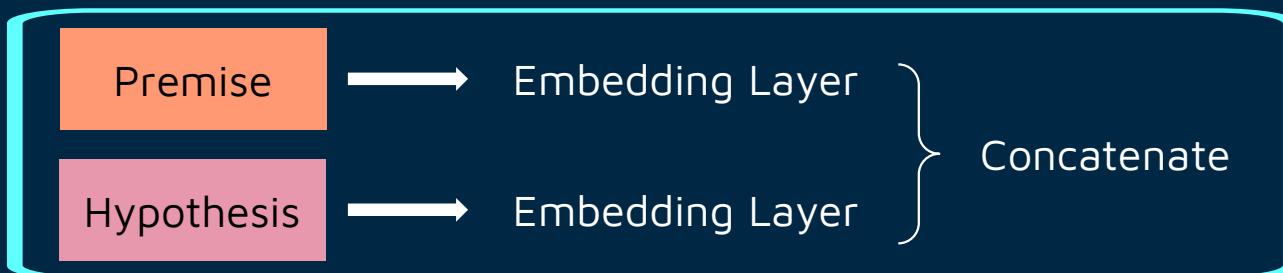 Premise
Embedding Layer
Concatenate
Hypothesis
Embedding Layer